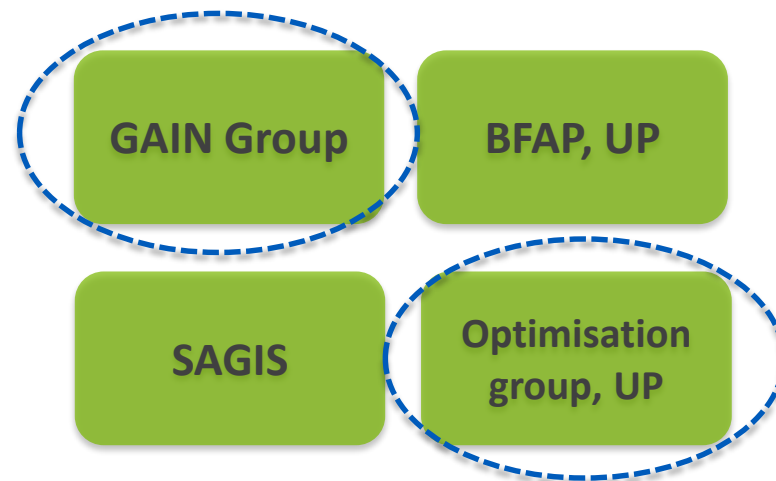 GAIN Group
BFAP, UP
SAGIS
Optimisation
group, UP